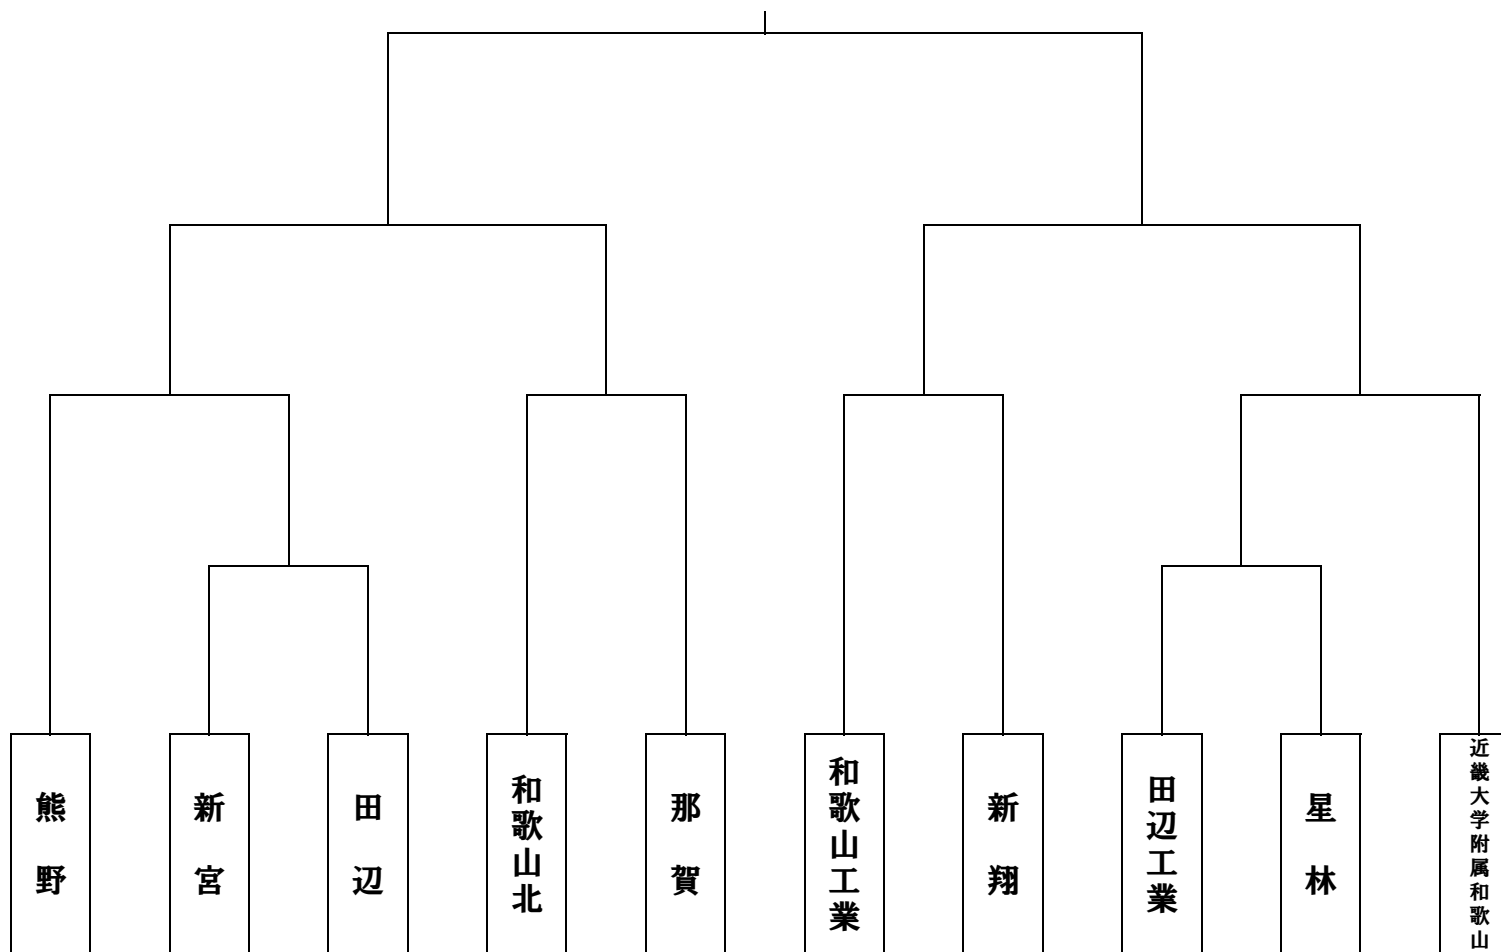 熊野
新宮
田辺
和歌山北
那賀
和歌山工業
新翔
田辺工業
星林
近畿大学附属和歌山